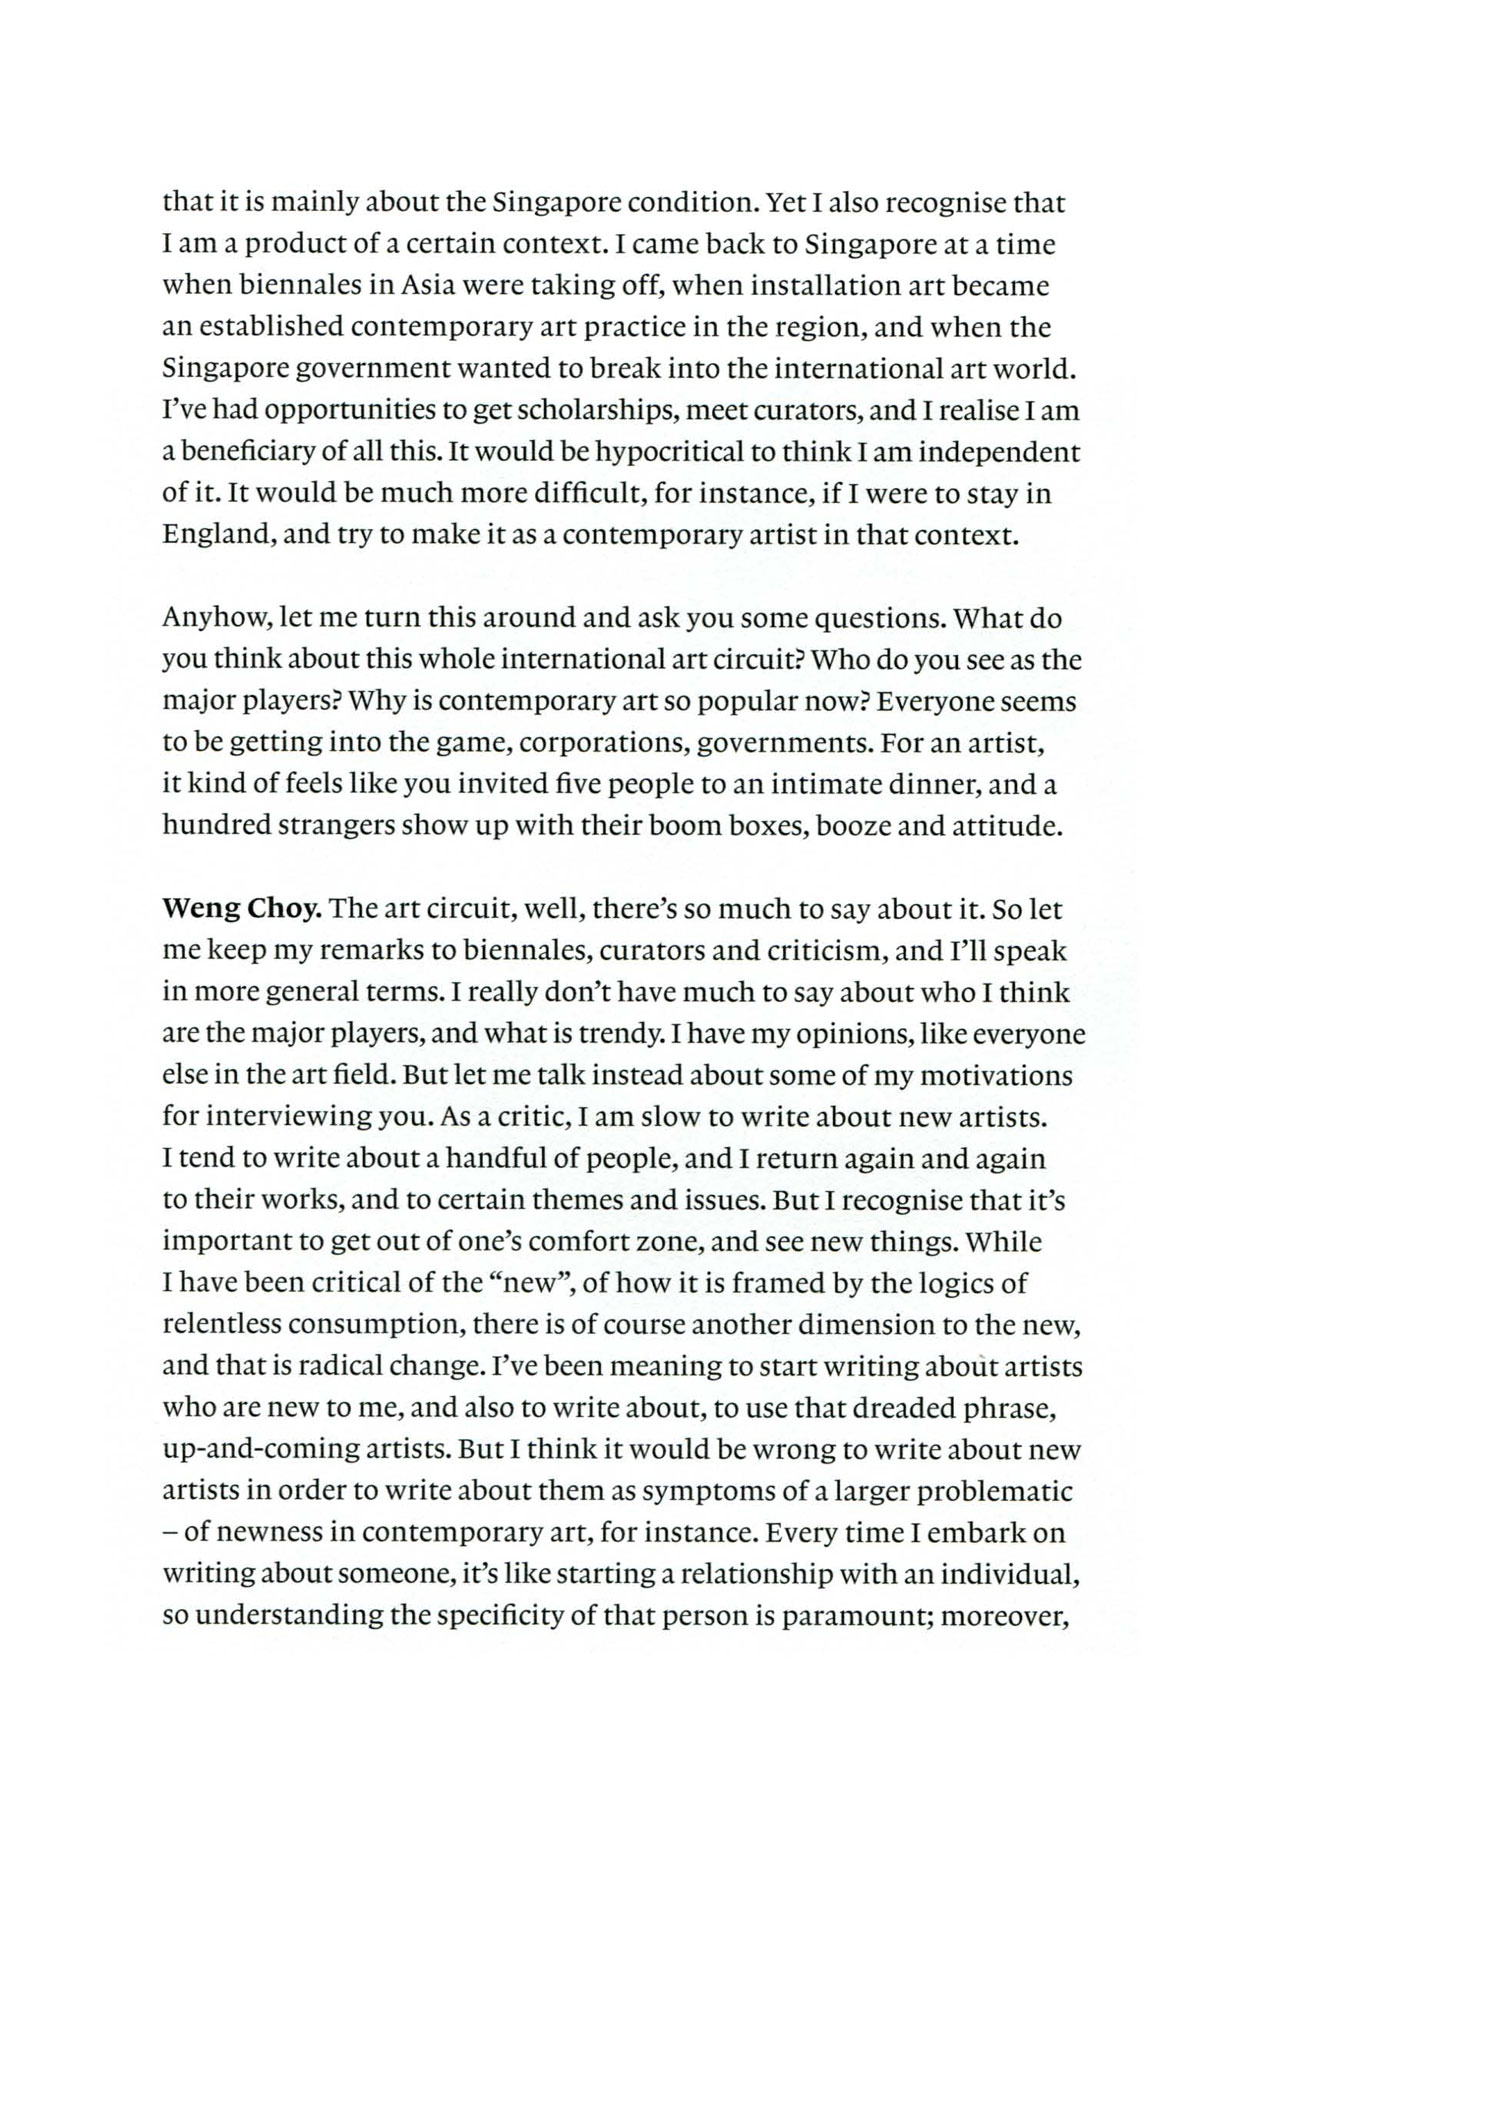 that it is mainly about the Singapore condition. Yet I also recognise that
I am a product of a certain context. I came back to Singapore at a time
when biennales in Asia were taking off, when installation art became
an established contemporary art practice in the region, and when the
Singapore government wanted to break into the international art world.
I’ve had opportunities to get scholarships, meet curators, and I realise I am
a beneficiary of all this. It would be hypocritical to think I am independent
of it. It would be much more difficult, for instance, if I were to stay in
England, and try to make it as a contemporary artist in that context.

Anyhow, let me turn this around and ask you some questions. What do
you think about this whole international art circuit? Who do you see as the
major players? Why is contemporary art so popular now? Everyone seems
to be getting into the game, corporations, governments. For an artist,
it kind of feels like you invited five people to an intimate dinner, and a
hundred strangers show up with their boom boxes, booze and attitude.

Weng Choy. The art circuit, well, there’s so much to say about it. So let
me keep my remarks to biennales, curators and criticism, and I’ll speak
in more general terms. I really don’t have much to say about who I think
are the major players, and what is trendy. I have my opinions, like everyone
else in the art field. But let me talk instead about some of my motivations
for interviewing you. As a critic, I am slow to write about new artists.
I tend to write about a handful of people, and I return again and again
to their works, and to certain themes and issues. But I recognise that it’s
important to get out of one’s comfort zone, and see new things. While
I have been critical of the “new”, of how it is framed by the logics of
relentless consumption, there is of course another dimension to the new,
and that is radical change. I’ve been meaning to start writing about artists
who are new to me, and also to write about, to use that dreaded phrase,
up-and-coming artists. But I think it would be wrong to write about new
artists in order to write about them as symptoms of a larger problematic
– of newness in contemporary art, for instance. Every time I embark on
writing about someone, it’s like starting a relationship with an individual,
so understanding the specificity of that person is paramount; moreover,